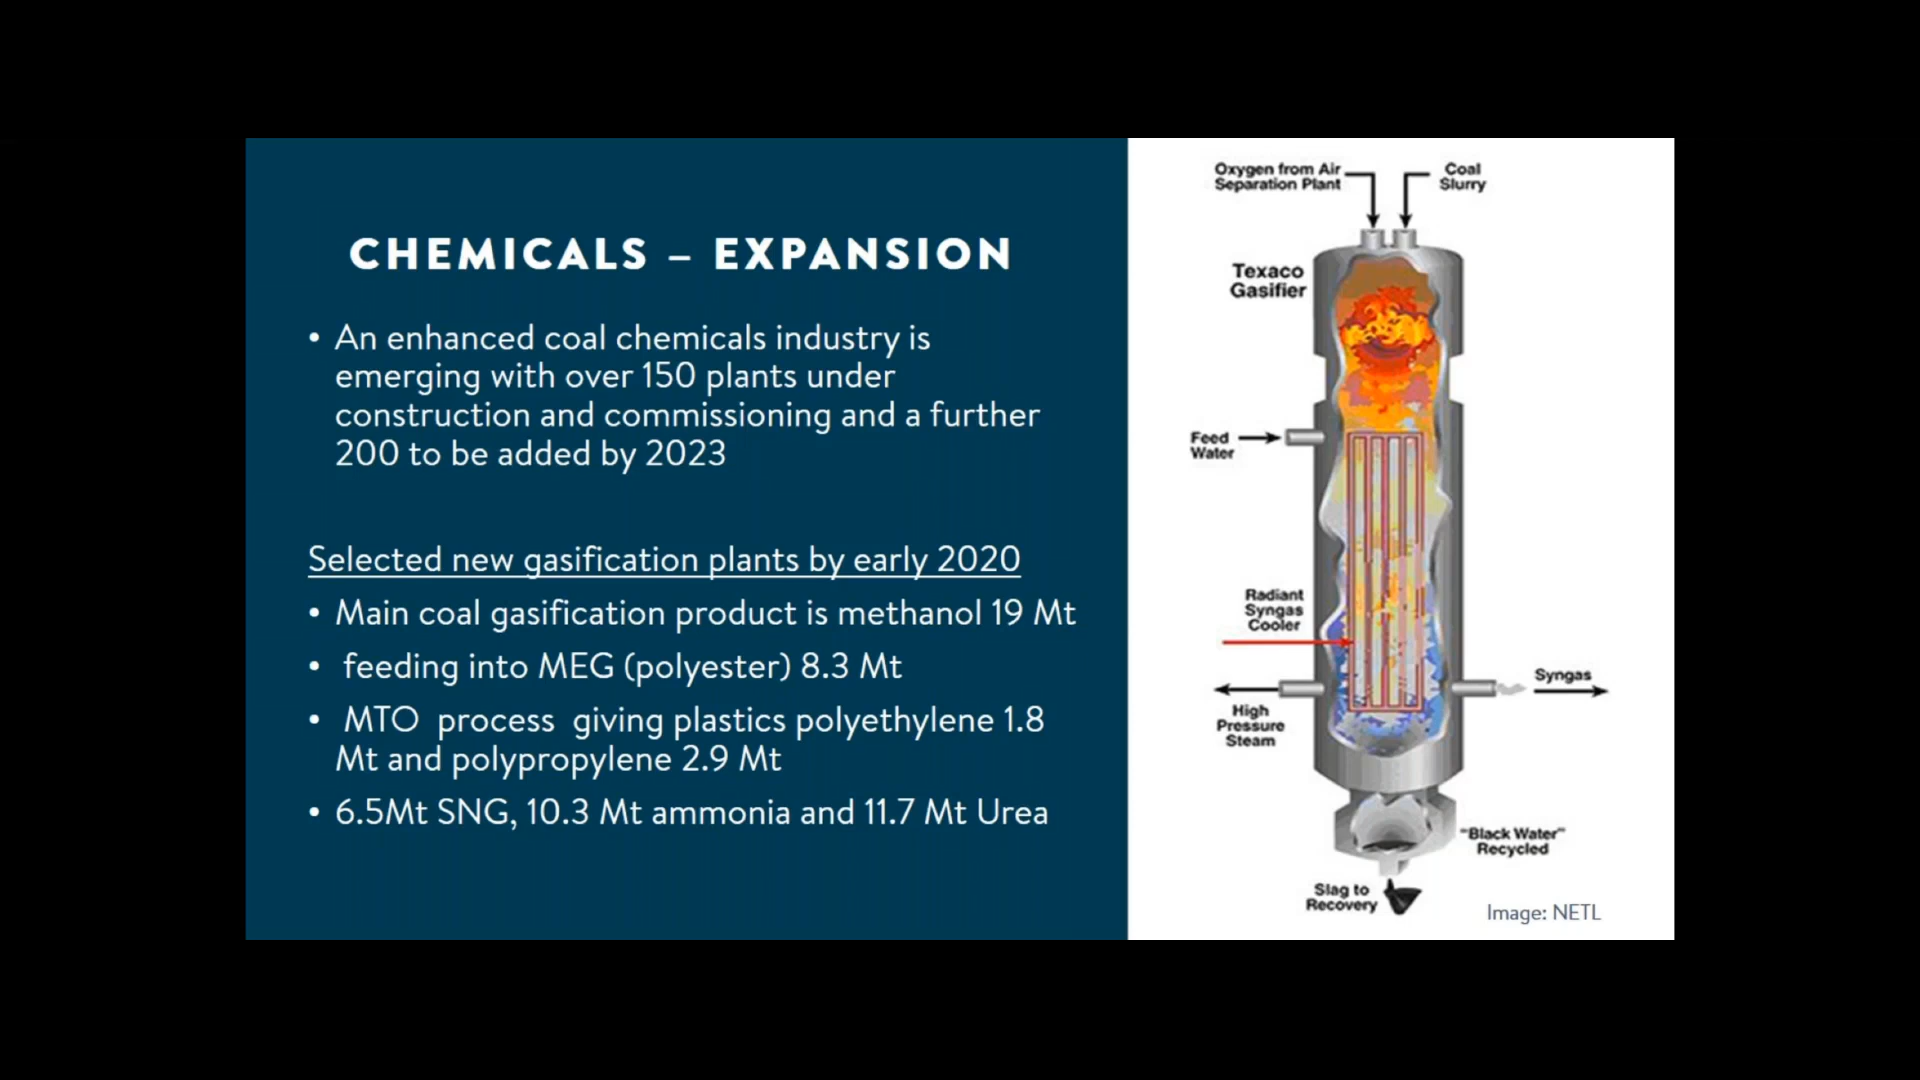 CHEMICALS – EXPANSION
• An enhanced coal chemicals industry is
emerging with over 150 plants under
construction and commissioning and a further
200 to be added by 2023
Selected new gasification plants by early 2020
• Main coal gasification product is methanol 19 Mt
• feeding into MEG (polyester) 8.3 Mt
• MTO process giving plastics polyethylene 1.8
Mt and polypropylene 2.9 Mt
• 6.5Mt SNG, 10.3 Mt ammonia and 11.7 Mt Urea
Oxygen from Air
Separation Plant
Coal
Slurry
Texaco
Gasifier
Feed
Water
Radiant
Syngas
Cooler
Syngas
High
Pressure
Steam
"Black Water"
Recycled
Slag to
Recovery
Image: NETL